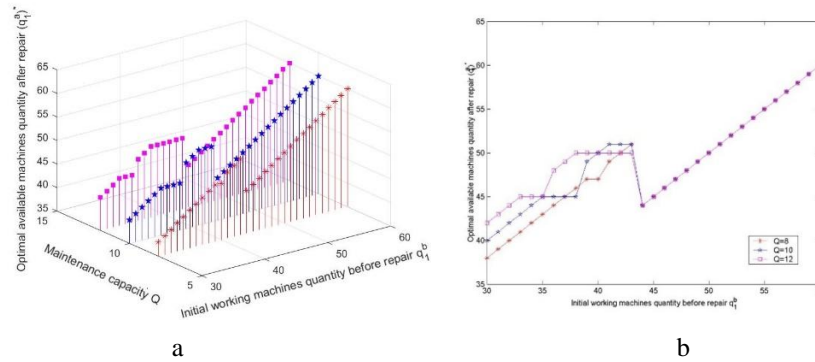 Optimal available machines quantity after repair (q₁ᵃ)*
65
60
55
50
45
40
35
15
10
5
Maintenance capacity Q
30
40
50
60
Initial working machines quantity before repair q₁ᵇ
a
Optimal available machines quantity after repair
65
60
55
50
45
40
35
30
35
40
45
50
55
Initial working machines quantity before repair q₁ᵇ
Q=8
Q=10
Q=12
b